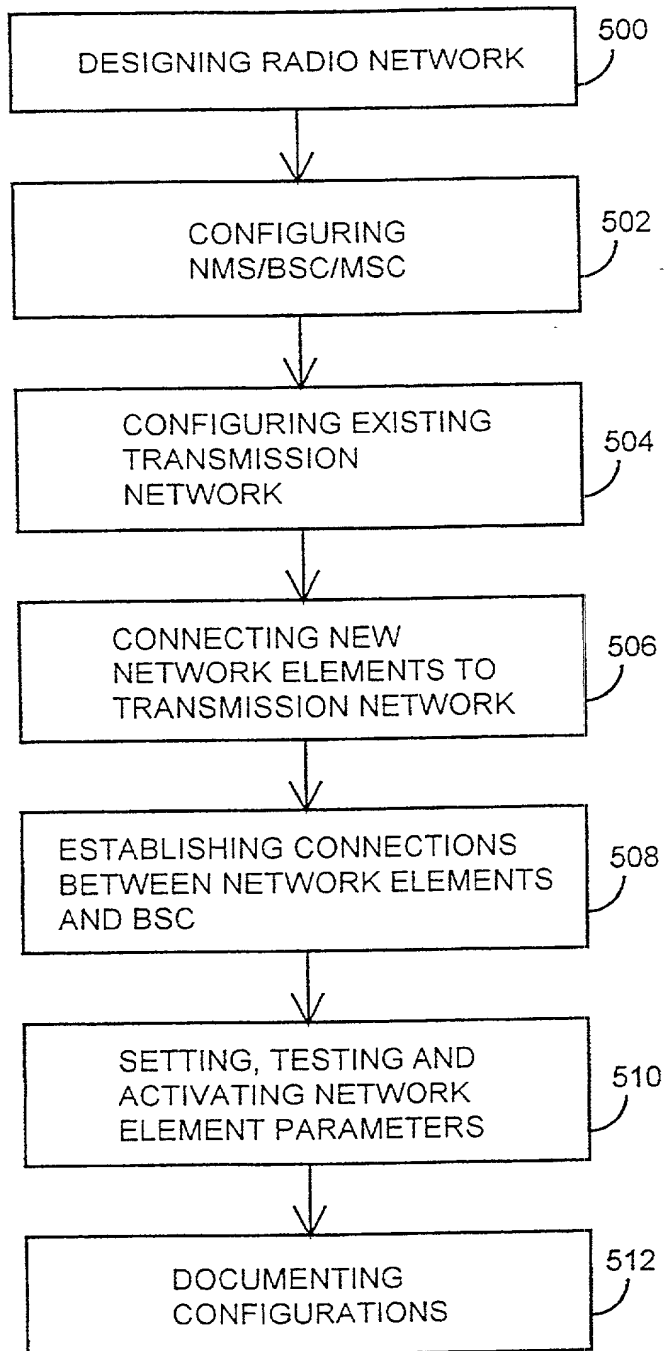 DESIGNING RADIO NETWORK
500
CONFIGURING
NMS/BSC/MSC
502
CONFIGURING EXISTING
TRANSMISSION
NETWORK
504
CONNECTING NEW
NETWORK ELEMENTS TO
TRANSMISSION NETWORK
506
ESTABLISHING CONNECTIONS
BETWEEN NETWORK ELEMENTS
AND BSC
508
SETTING, TESTING AND
ACTIVATING NETWORK
ELEMENT PARAMETERS
510
DOCUMENTING
CONFIGURATIONS
512